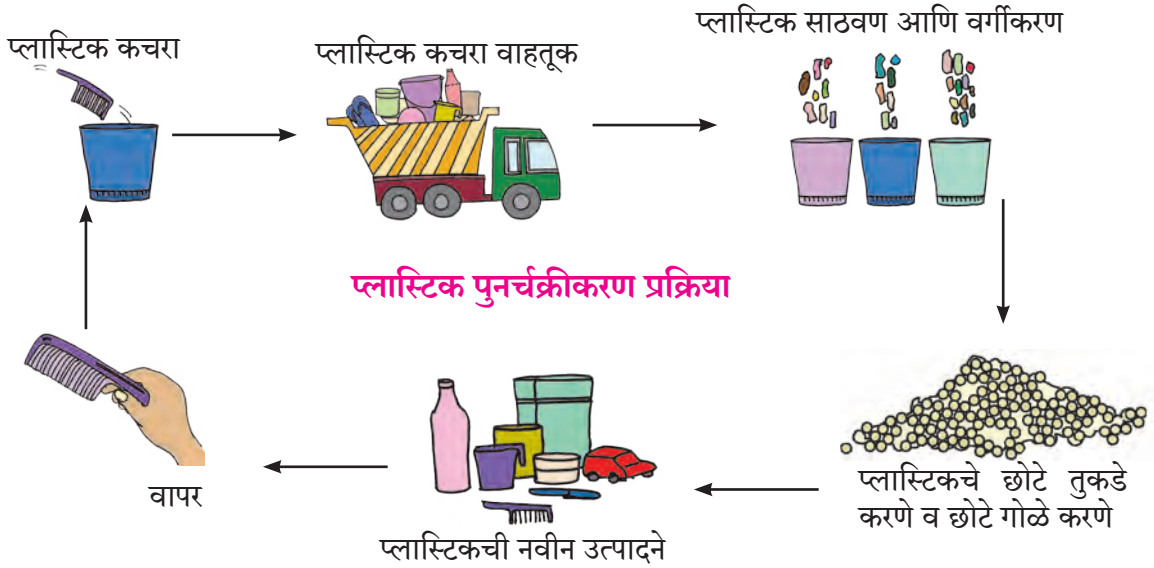 प्लास्टिक कचरा
प्लास्टिक कचरा वाहतूक
प्लास्टिक साठवण आणि वर्गीकरण
प्लास्टिक पुनर्चक्रीकरण प्रक्रिया
प्लास्टिकचे छोटे तुकडे
करणे व छोटे गोळे करणे
प्लास्टिकची नवीन उत्पादने
वापर